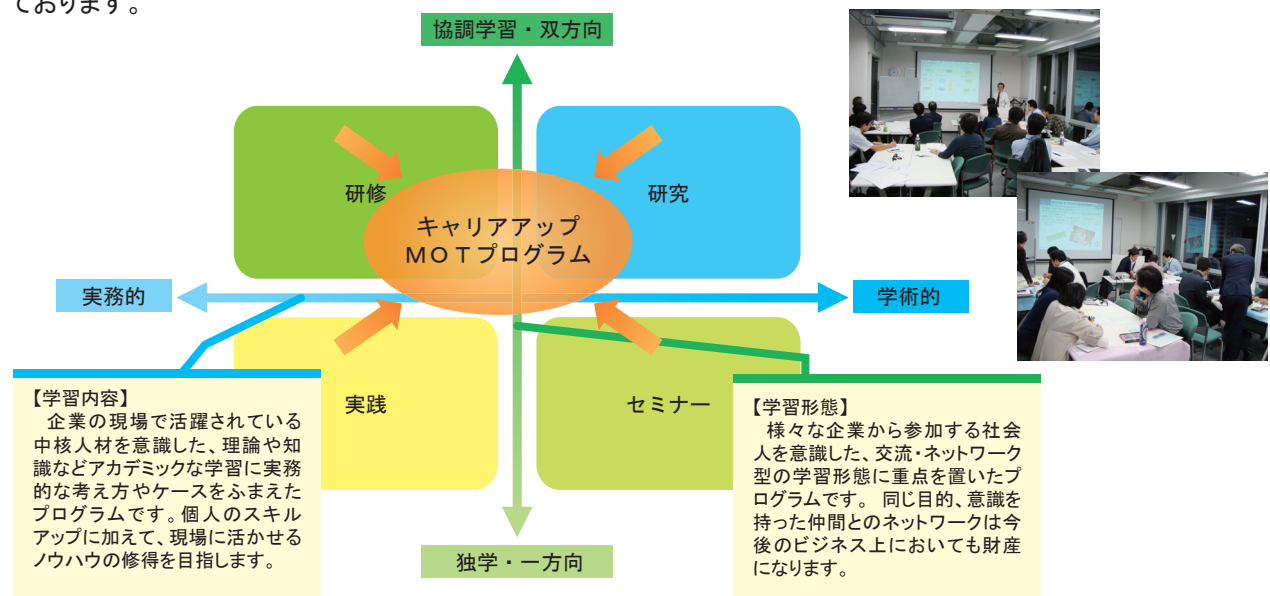 ております。
協調学習・双方向
研修
研究
キャリアアップ
MOTプログラム
実務的
学術的
実践
セミナー
【学習内容】
　企業の現場で活躍されている
中核人材を意識した、理論や知
識などアカデミックな学習に実務
的な考え方やケースをふまえた
プログラムです。個人のスキル
アップに加えて、現場に活かせる
ノウハウの修得を目指します。
【学習形態】
　様々な企業から参加する社会
人を意識した、交流・ネットワーク
型の学習形態に重点を置いたプ
ログラムです。 同じ目的、意識を
持った仲間とのネットワークは今
後のビジネス上においても財産
になります。
独学・一方向